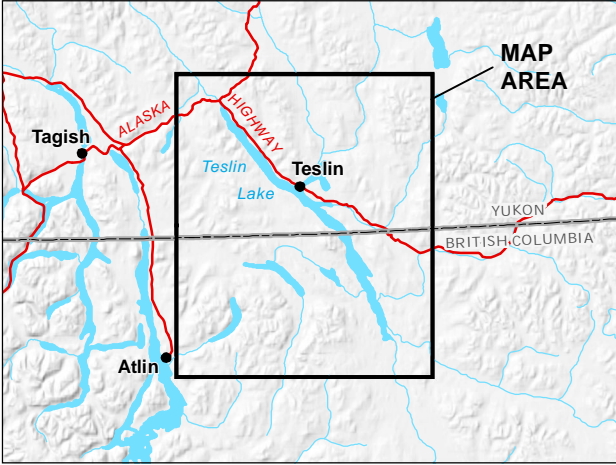 MAP
AREA
ALASKA
HIGHWAY
Tagish
Teslin
Lake
Teslin
YUKON
BRITISH COLUMBIA
Atlin